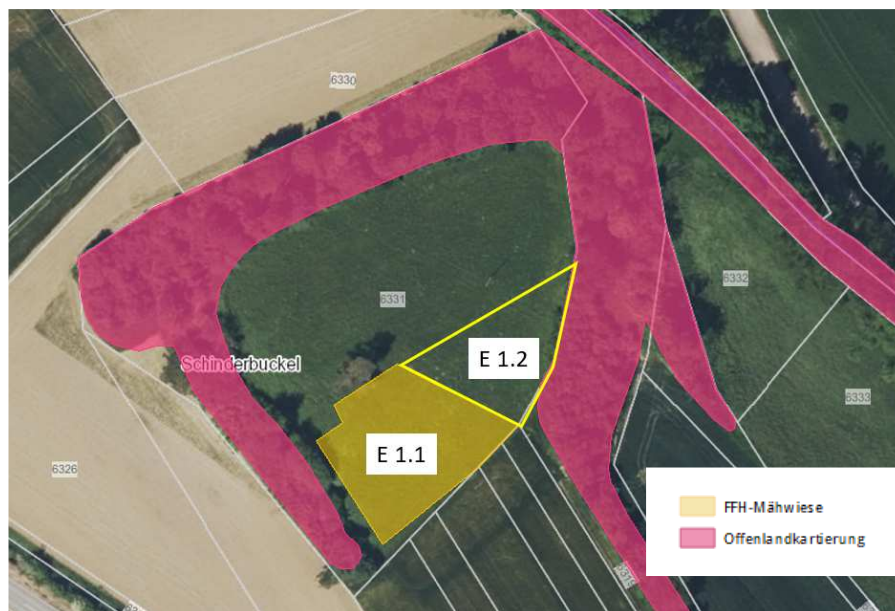 6330
6331
6332
E 1.2
Schinderbuckel
6333
E 1.1
6326
FFH-Mähwiese
Offenlandkartierung